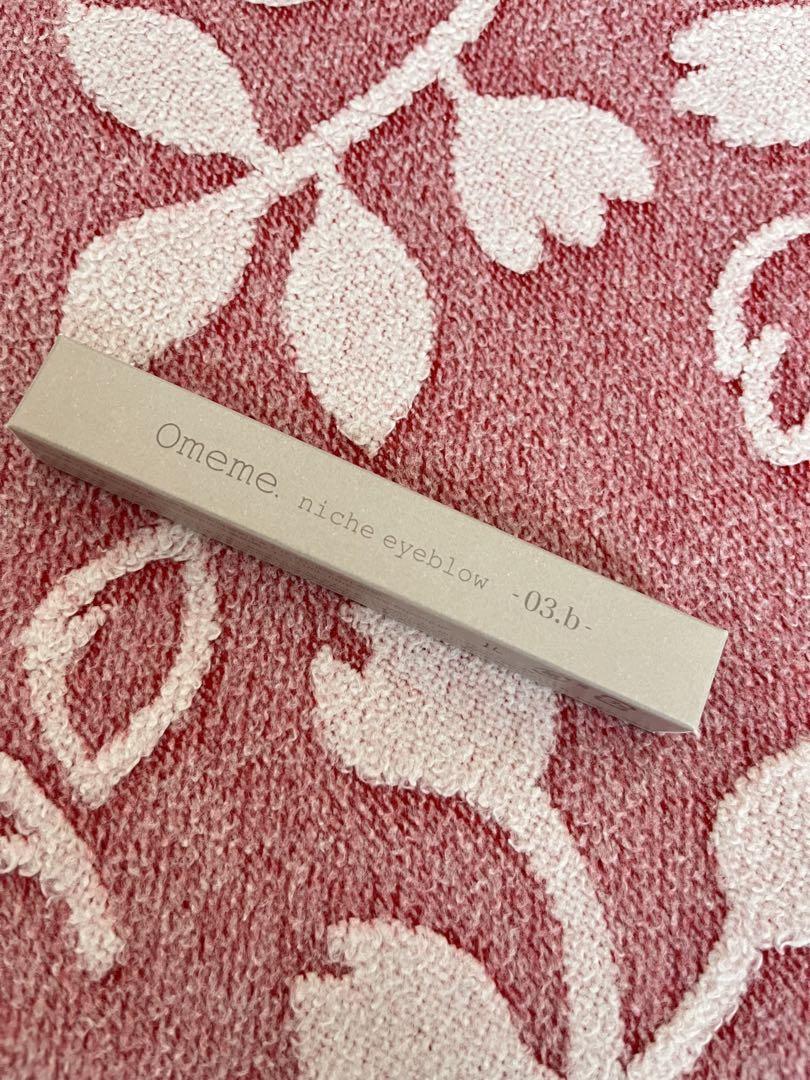 Omeme. niche eyeblow -03.b-